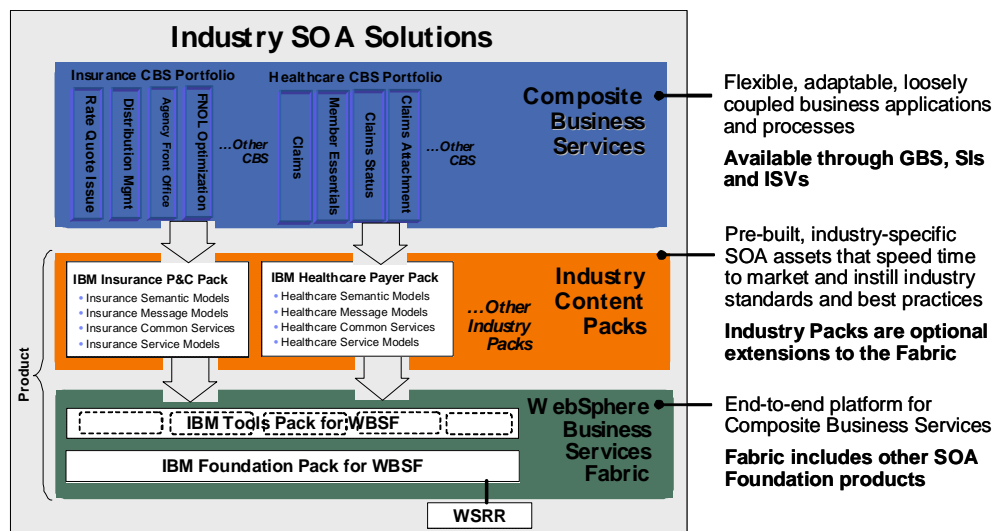 Industry SOA Solutions
Insurance CBS Portfolio
Rate Quote Issue
Distribution Mgmt
Agency Front Office
FNOL Optimization
...Other
CBS
Healthcare CBS Portfolio
Claims
Member Essentials
Claims Status
Claims Attachment
...Other
CBS
Composite
Business
Services
Flexible, adaptable, loosely
coupled business applications
and processes
Available through GBS, SIs
and ISVs
Product
IBM Insurance P&C Pack
• Insurance Semantic Models
• Insurance Message Models
• Insurance Common Services
• Insurance Service Models
IBM Healthcare Payer Pack
• Healthcare Semantic Models
• Healthcare Message Models
• Healthcare Common Services
• Healthcare Service Models
...Other
Industry
Packs
Industry
Content
Packs
Pre-built, industry-specific
SOA assets that speed time
to market and instill industry
standards and best practices
Industry Packs are optional
extensions to the Fabric
IBM Tools Pack for WBSF
IBM Foundation Pack for WBSF
WebSphere
Business
Services
Fabric
End-to-end platform for
Composite Business Services
Fabric includes other SOA
Foundation products
WSRR